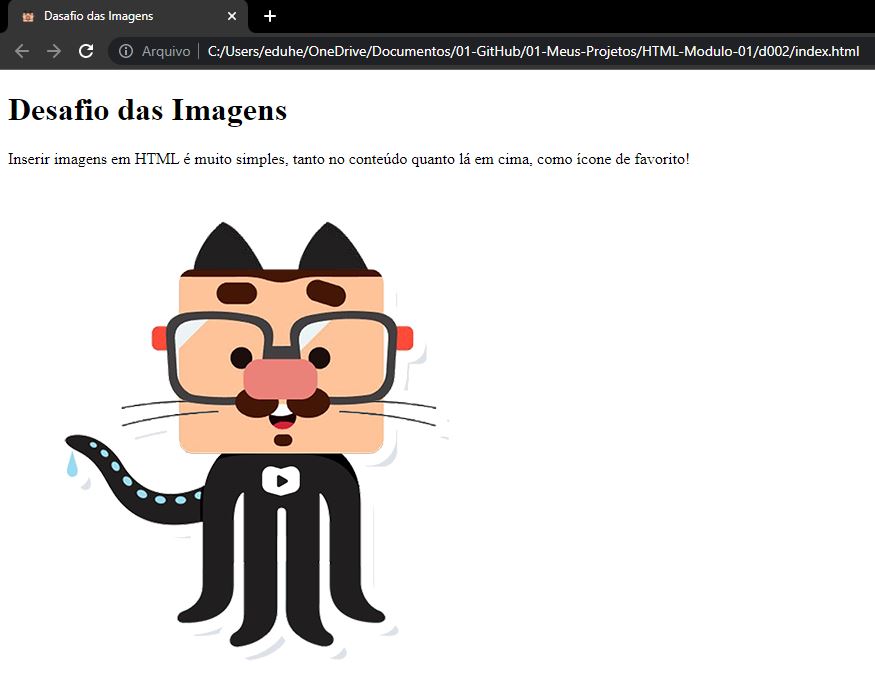 Dasafio das Imagens
Arquivo C:/Users/eduhe/OneDrive/Documentos/01-GitHub/01-Meus-Projetos/HTML-Modulo-01/d002/index.html
Desafio das Imagens
Inserir imagens em HTML é muito simples, tanto no conteúdo quanto lá em cima, como ícone de favorito!